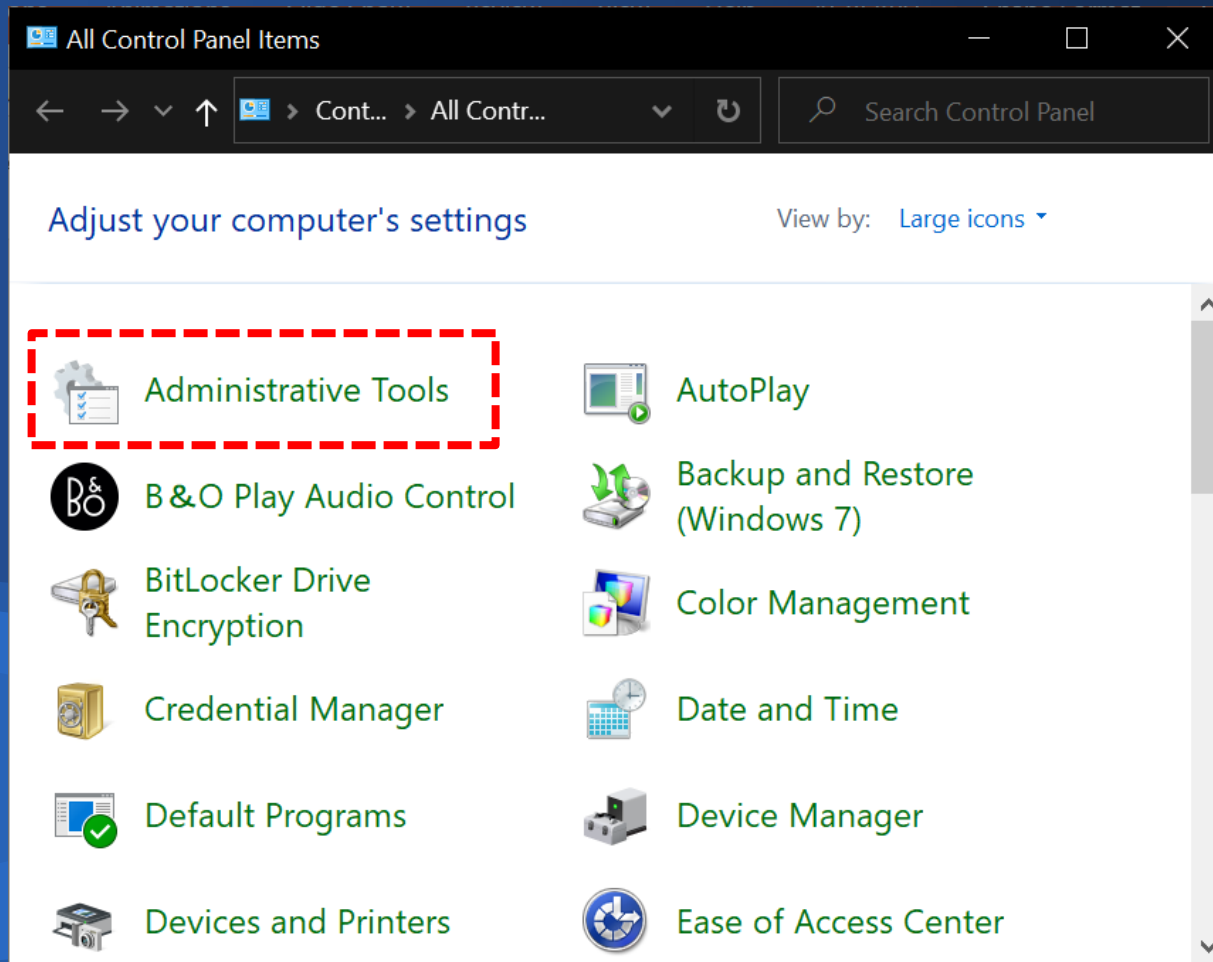 All Control Panel Items
Cont... All Contr...
Search Control Panel
Adjust your computer's settings
View by: Large icons
Administrative Tools
AutoPlay
B&O
B&O Play Audio Control
Backup and Restore
(Windows 7)
BitLocker Drive
Encryption
Color Management
Credential Manager
Date and Time
Default Programs
Device Manager
Devices and Printers
Ease of Access Center